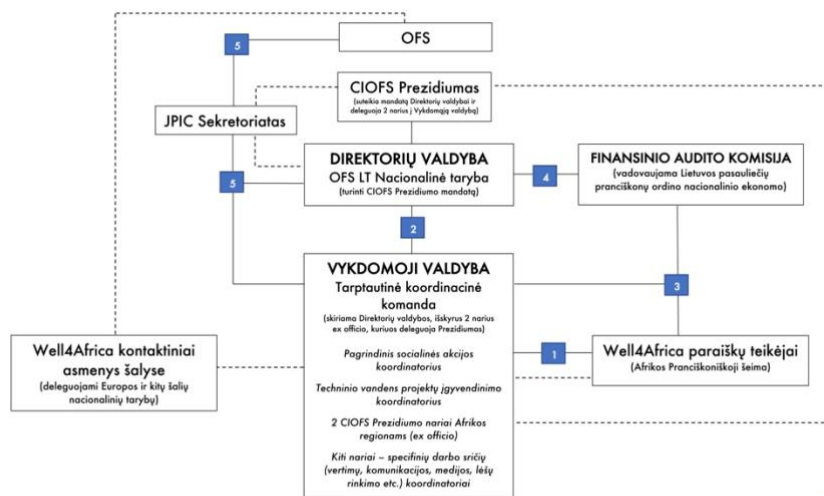 5
OFS
CIOFS Prezidiumas
(suteikia mandatą Direktorių valdybai ir
deleguoja 2 narius į Vykdomąją valdybą)
JPIC Sekretoriatas
DIREKTORIŲ VALDYBA
OFS LT Nacionalinė taryba
(turinti CIOFS Prezidiumo mandatą)
FINANSINIO AUDITO KOMISIJA
(vadovaujama Lietuvos pasauliečių
pranciškonų ordino nacionalinio ekonomo)
5
4
2
VYKDOMOJI VALDYBA
Tarptautinė koordinacinė
komanda
(skiriama Direktorių valdybos, išskyrus 2 narius
ex officio, kuriuos deleguoja Prezidiumas)
Pagrindinis socialinės akcijos
koordinatorius
Techninio vandens projektų įgyvendinimo
koordinatorius
2 CIOFS Prezidumo nariai Afrikos
regionams (ex officio)
Kiti nariai – specifinių darbo sričių
(vertimų, komunikacijos, medijos, lėšų
rinkimo etc.) koordinatoriai
3
1
Well4Africa kontaktiniai
asmenys šalyse
(deleguojami Europos ir kitų šalių
nacionalinių tarybų)
Well4Africa paraiškų teikėjai
(Afrikos Pranciškoniškoji šeima)